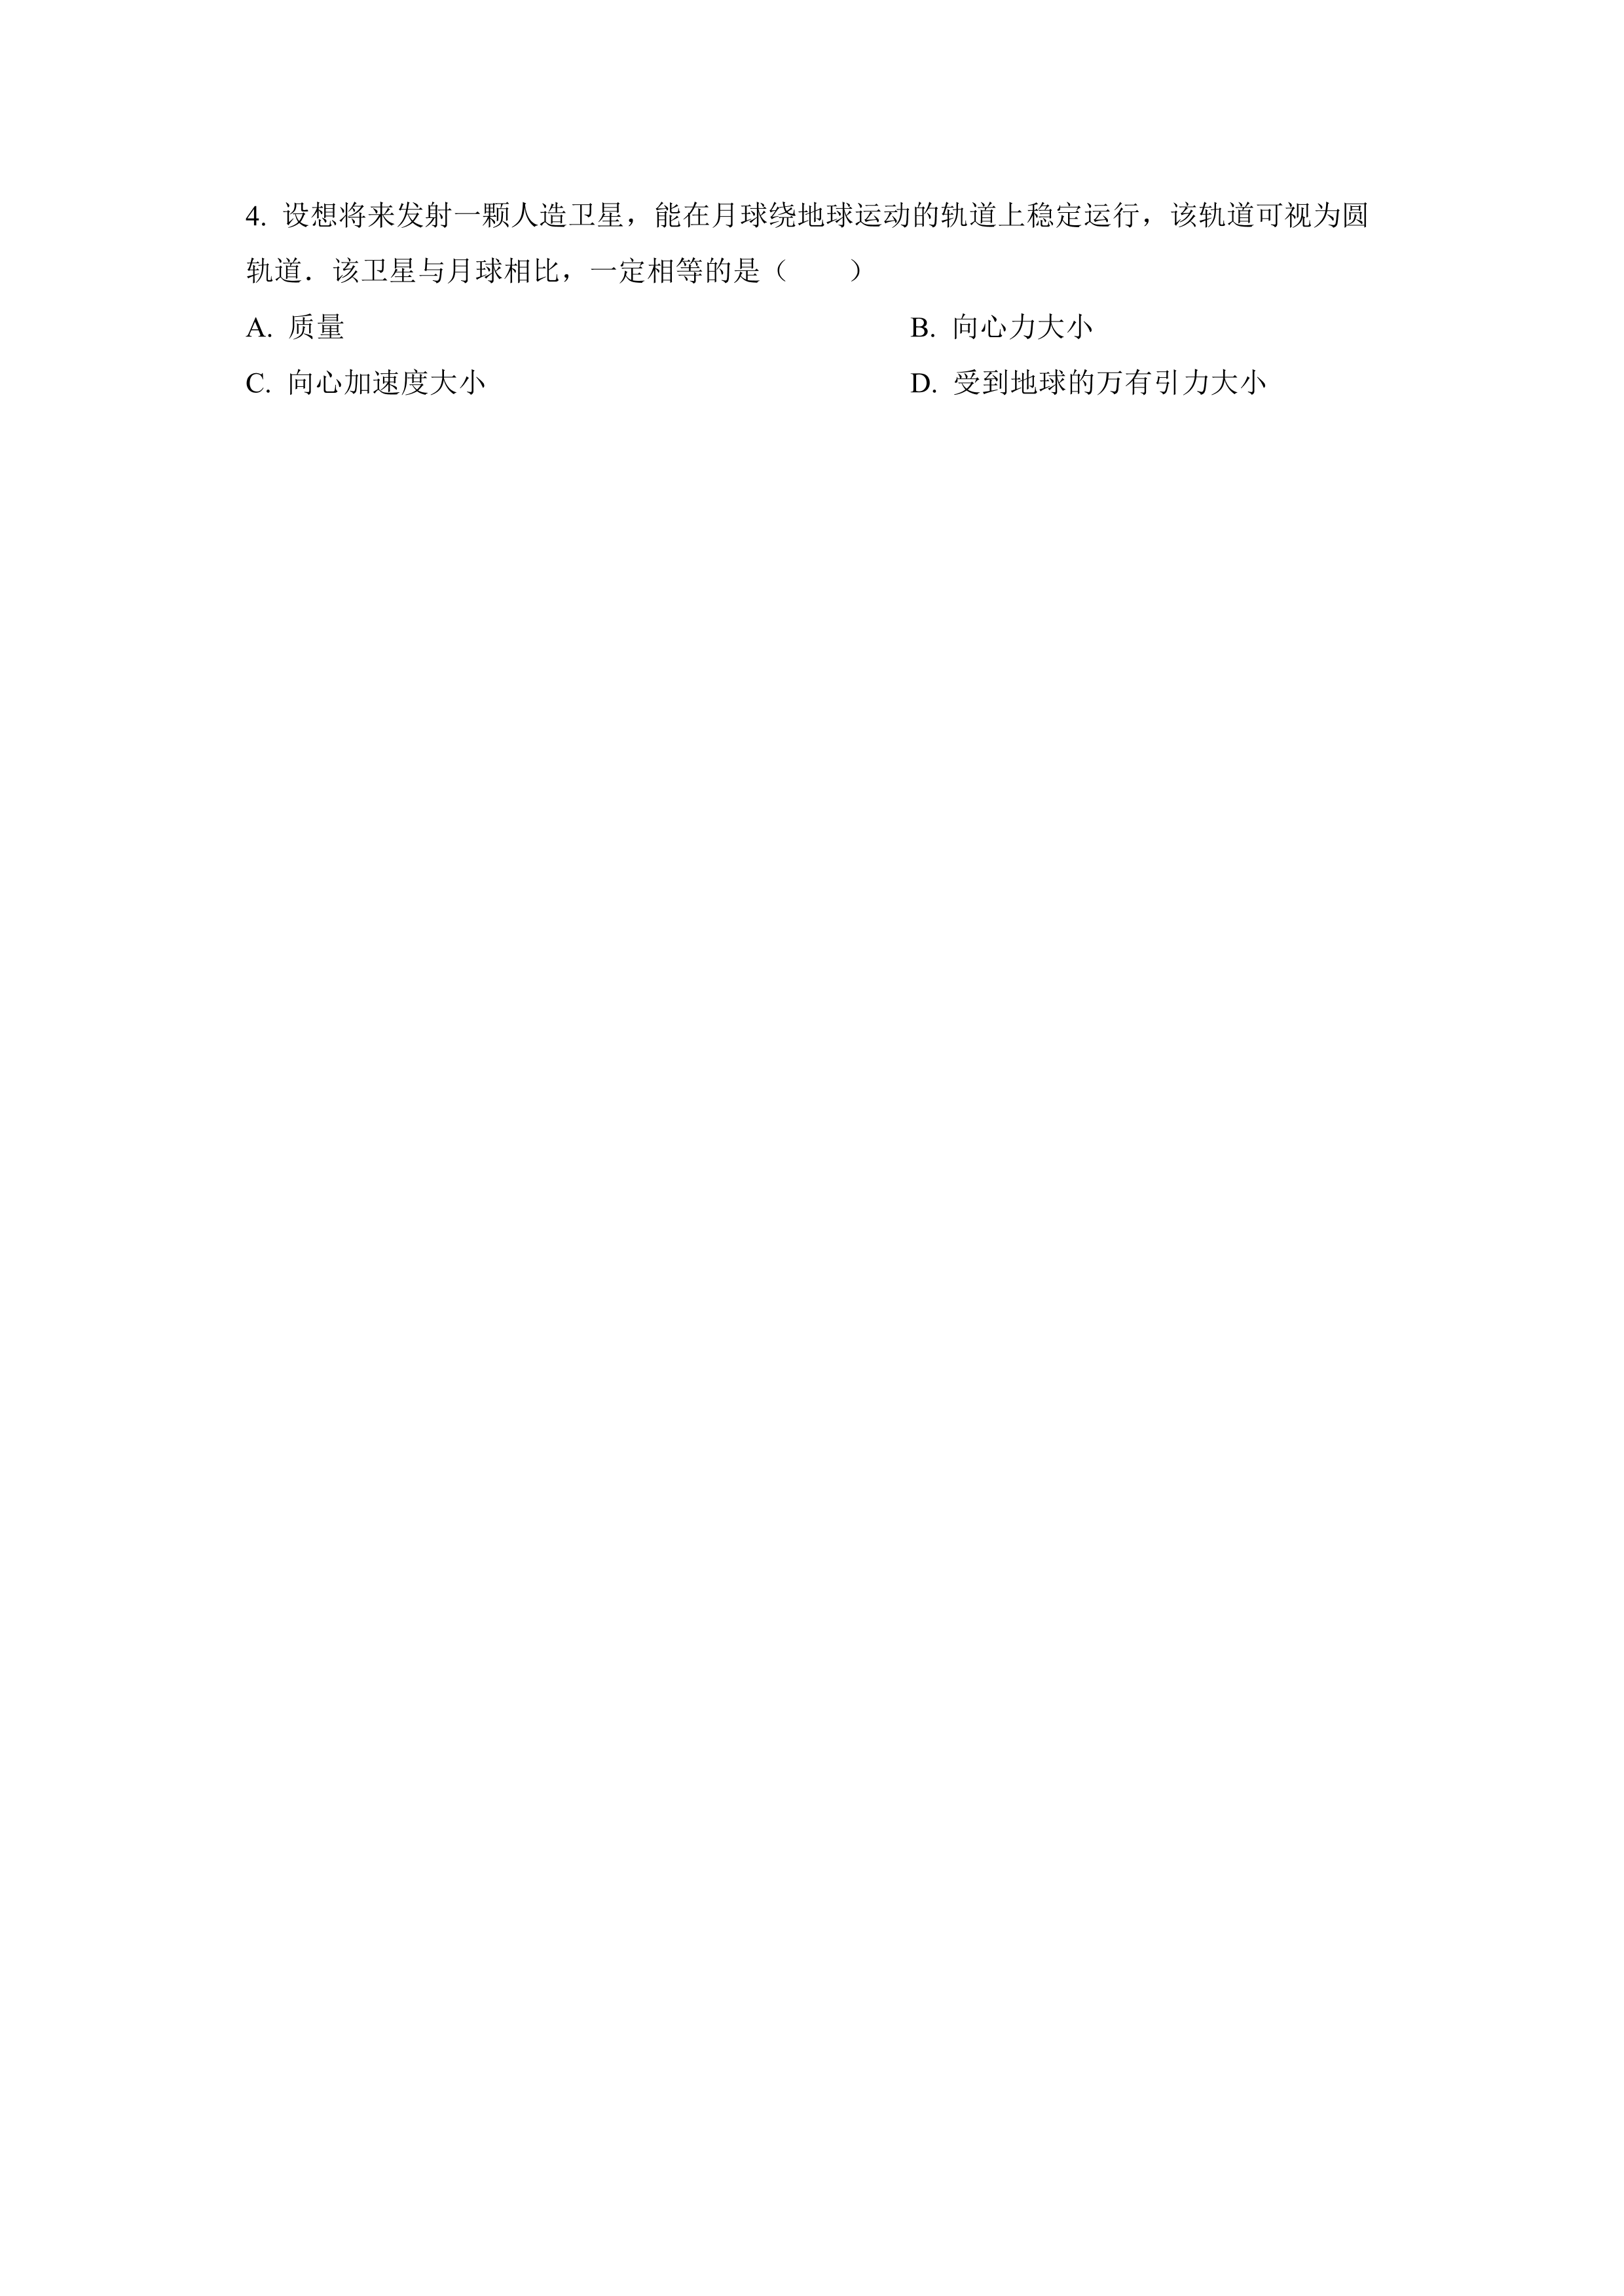 4. 设想将来发射一颗人造卫星，能在月球绕地球运动的轨道上稳定运行，该轨道可视为圆
轨道．该卫星与月球相比，一定相等的是（　　）
A. 质量 B. 向心力大小
C. 向心加速度大小 D. 受到地球的万有引力大小